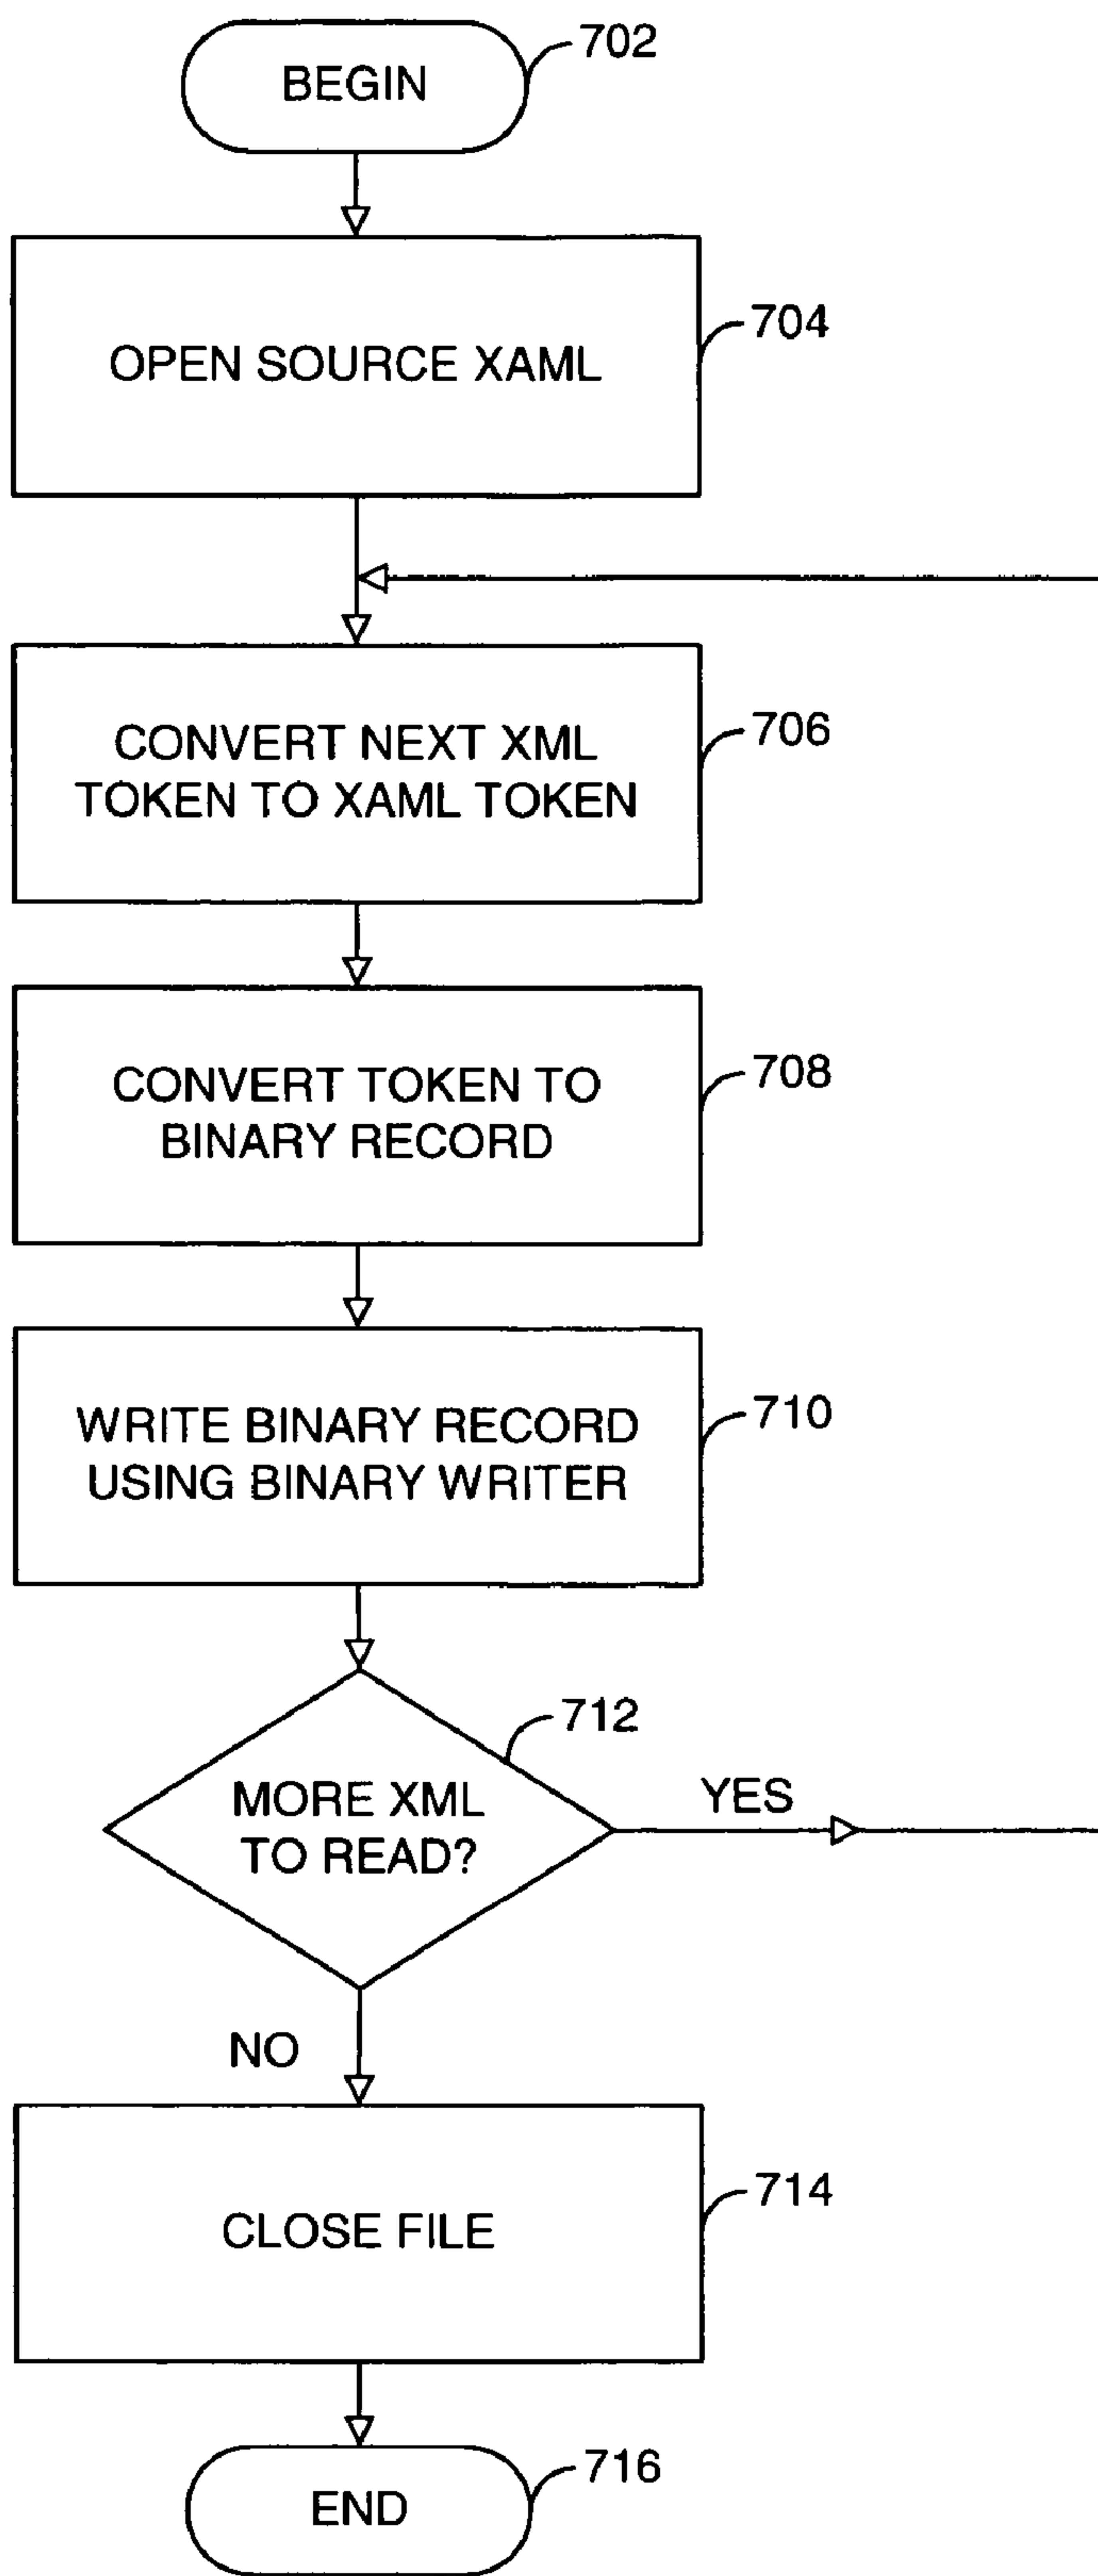 702
BEGIN
704
OPEN SOURCE XAML
706
CONVERT NEXT XML
TOKEN TO XAML TOKEN
708
CONVERT TOKEN TO
BINARY RECORD
710
WRITE BINARY RECORD
USING BINARY WRITER
712
MORE XML
TO READ?
YES
NO
714
CLOSE FILE
716
END